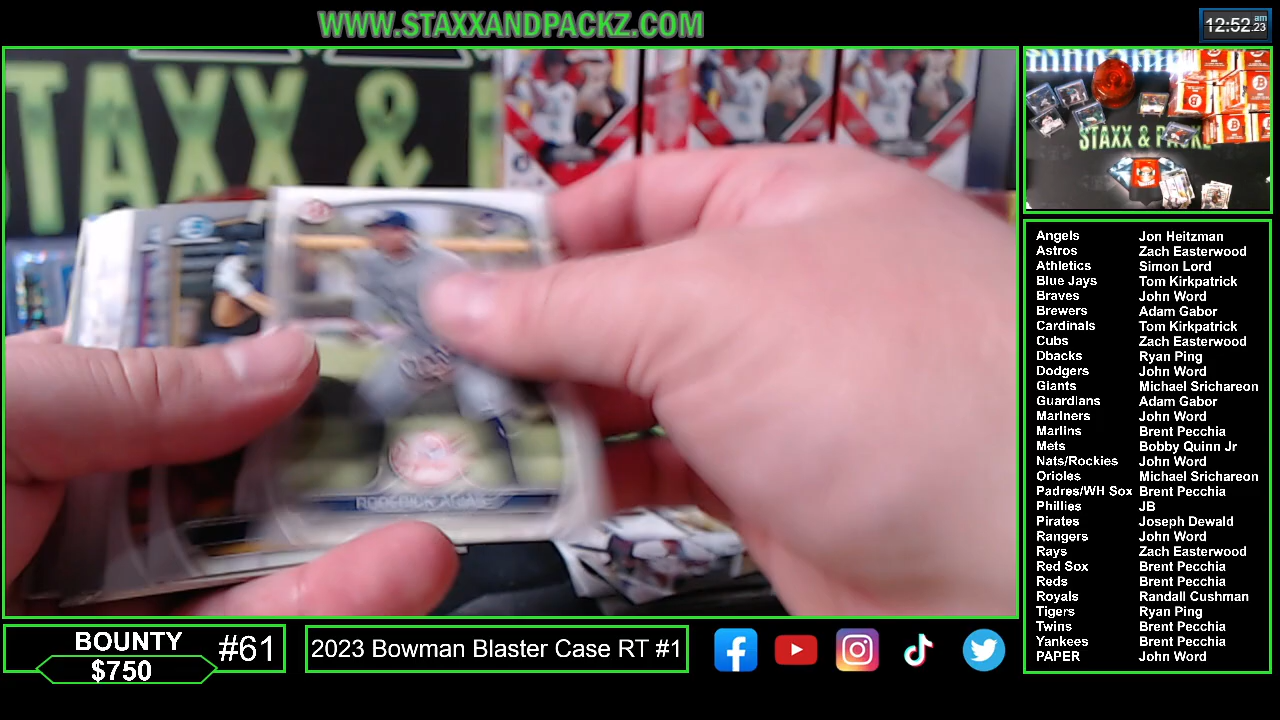 WWW.STAXXANDPACKZ.COM
12:52 am .23
STAXX &
STAXX & PACKZ
Angels Jon Heitzman
Astros Zach Easterwood
Athletics Simon Lord
Blue Jays Tom Kirkpatrick
Braves John Word
Brewers Adam Gabor
Cardinals Tom Kirkpatrick
Cubs Zach Easterwood
Dbacks Ryan Ping
Dodgers John Word
Giants Michael Srichareon
Guardians Adam Gabor
Mariners John Word
Marlins Brent Pecchia
Mets Bobby Quinn Jr
Nats/Rockies John Word
Orioles Michael Srichareon
Padres/WH Sox Brent Pecchia
Phillies JB
Pirates Joseph Dewald
Rangers John Word
Rays Zach Easterwood
Red Sox Brent Pecchia
Reds Brent Pecchia
Royals Randall Cushman
Tigers Ryan Ping
Twins Brent Pecchia
Yankees Brent Pecchia
PAPER John Word
BOUNTY
$750
#61
2023 Bowman Blaster Case RT #1